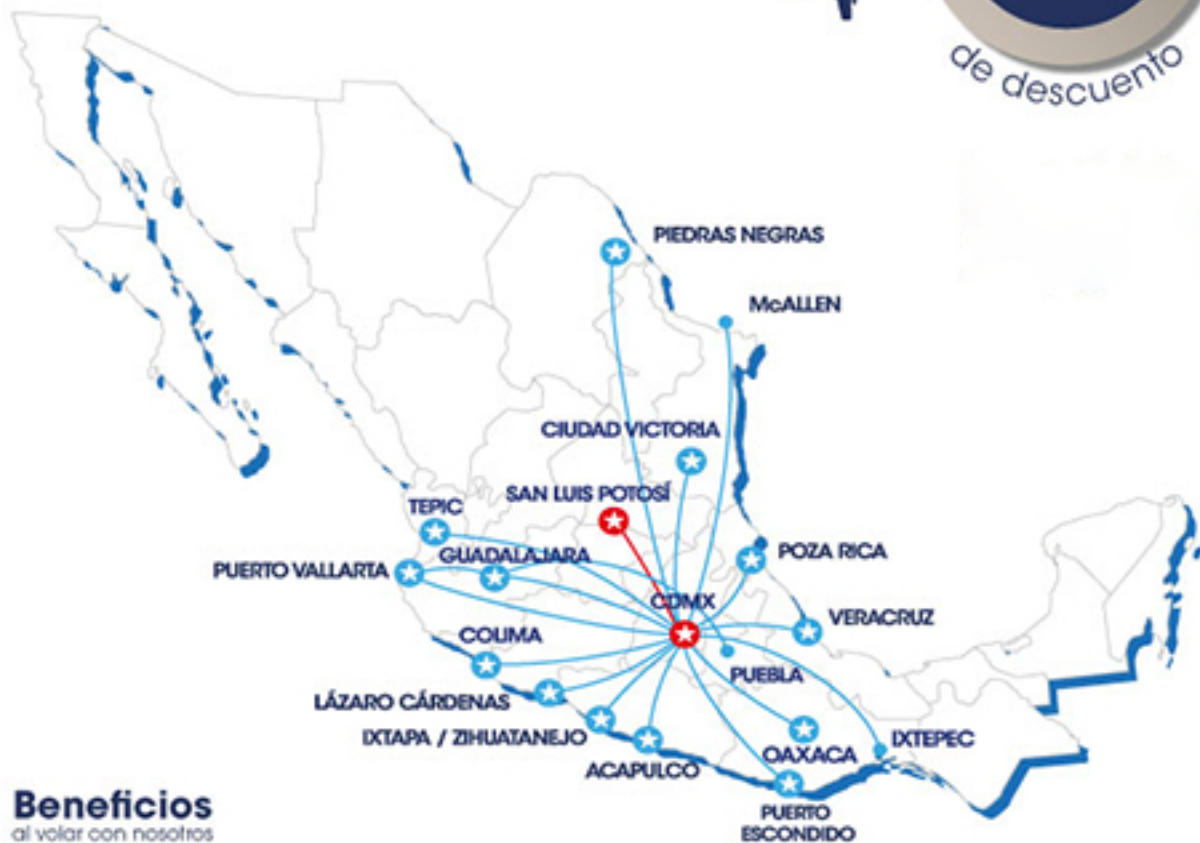 de descuento
PIEDRAS NEGRAS
McALLEN
CIUDAD VICTORIA
SAN LUIS POTOSÍ
TEPIC
GUADALAJARA
POZA RICA
PUERTO VALLARTA
CDMX
VERACRUZ
COLIMA
PUEBLA
LÁZARO CÁRDENAS
IXTAPA / ZIHUATANEJO
OAXACA
IXTEPEC
ACAPULCO
PUERTO
ESCONDIDO
Beneficios
al volar con nosotros